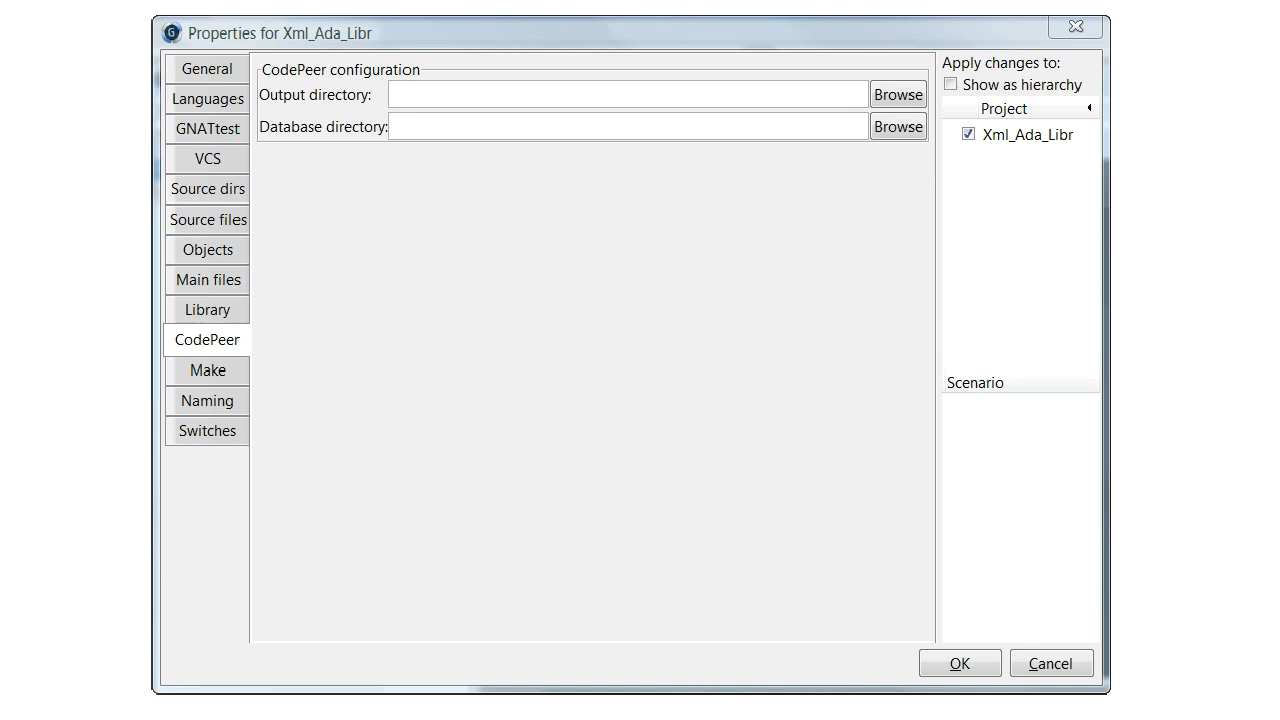 Properties for Xml_Ada_Libr
General
Languages
GNATtest
VCS
Source dirs
Source files
Objects
Main files
Library
CodePeer
Make
Naming
Switches
CodePeer configuration
Output directory:
Browse
Database directory:
Browse
Apply changes to:
Show as hierarchy
Project
Xml_Ada_Libr
Scenario
OK
Cancel